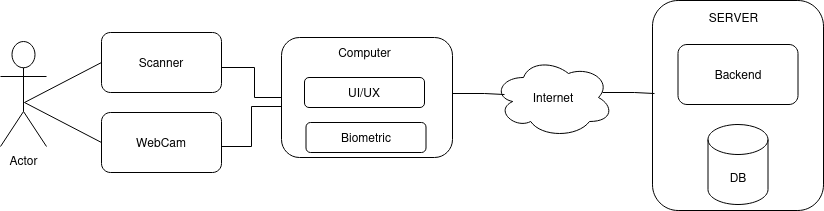 Actor
Scanner
WebCam
Computer
UI/UX
Biometric
Internet
SERVER
Backend
DB